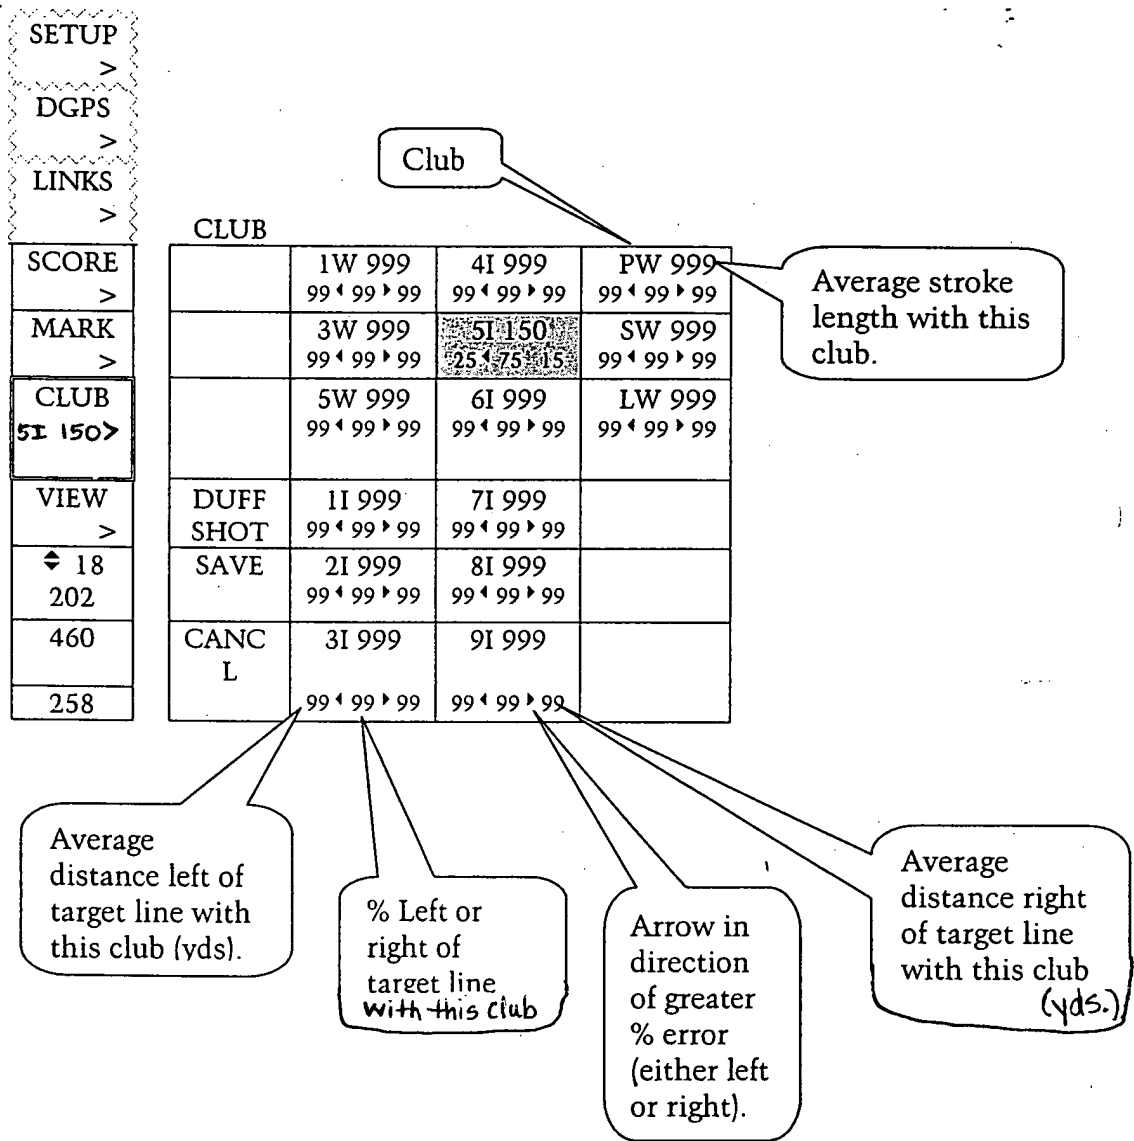 SETUP
>
DGPS
>
LINKS
>
SCORE
>
MARK
>
CLUB
5I 150>
VIEW
>
18
202
460
258
Club
CLUB
1W 999
99 ◂ 99 ▸ 99
4I 999
99 ◂ 99 ▸ 99
PW 999
99 ◂ 99 ▸ 99
3W 999
99 ◂ 99 ▸ 99
5I 150
25 ◂ 75 15
SW 999
99 ◂ 99 ▸ 99
5W 999
99 ◂ 99 ▸ 99
6I 999
99 ◂ 99 ▸ 99
LW 999
99 ◂ 99 ▸ 99
DUFF
SHOT
1I 999
99 ◂ 99 ▸ 99
7I 999
99 ◂ 99 ▸ 99
SAVE
2I 999
99 ◂ 99 ▸ 99
8I 999
99 ◂ 99 ▸ 99
CANC
L
3I 999
99 ◂ 99 ▸ 99
9I 999
99 ◂ 99 ▸ 99
Average stroke
length with this
club.
Average
distance left of
target line with
this club (yds).
% Left or
right of
target line
with this club
Arrow in
direction
of greater
% error
(either left
or right).
Average
distance right
of target line
with this club
(yds.)